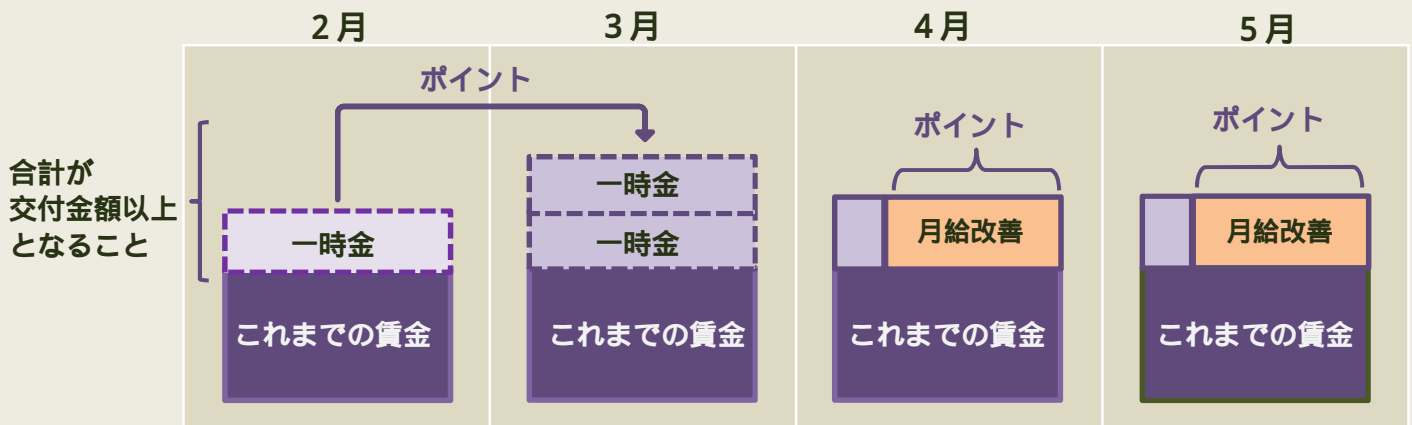 2月
3月
4月
5月
ポイント
ポイント
ポイント
合計が
交付金額以上
となること
一時金
一時金
一時金
月給改善
月給改善
これまでの賃金
これまでの賃金
これまでの賃金
これまでの賃金